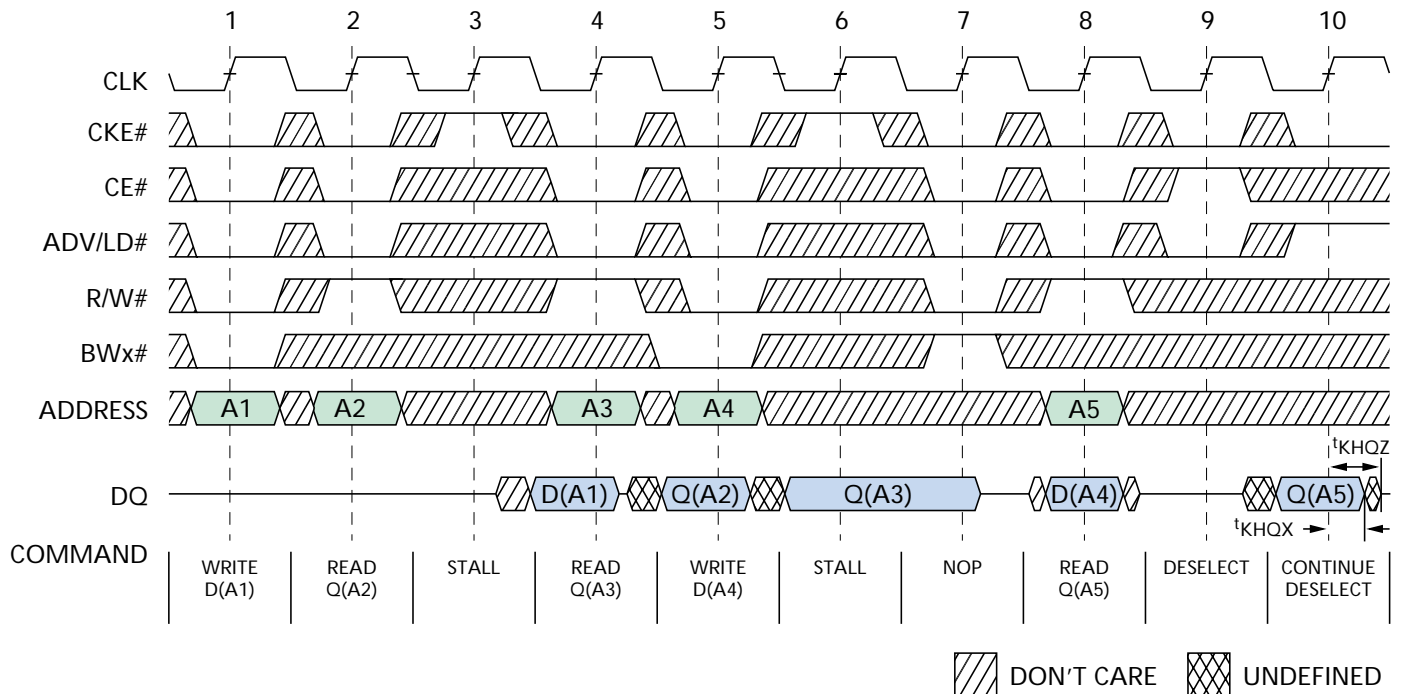 1 2 3 4 5 6 7 8 9 10
CLK
CKE#
CE#
ADV/LD#
R/W#
BWx#
ADDRESS A1 A2 A3 A4 A5
tKHQZ
DQ D(A1) Q(A2) Q(A3) D(A4) Q(A5)
tKHQX
COMMAND
WRITE D(A1)
READ Q(A2)
STALL
READ Q(A3)
WRITE D(A4)
STALL
NOP
READ Q(A5)
DESELECT
CONTINUE DESELECT
DON'T CARE UNDEFINED